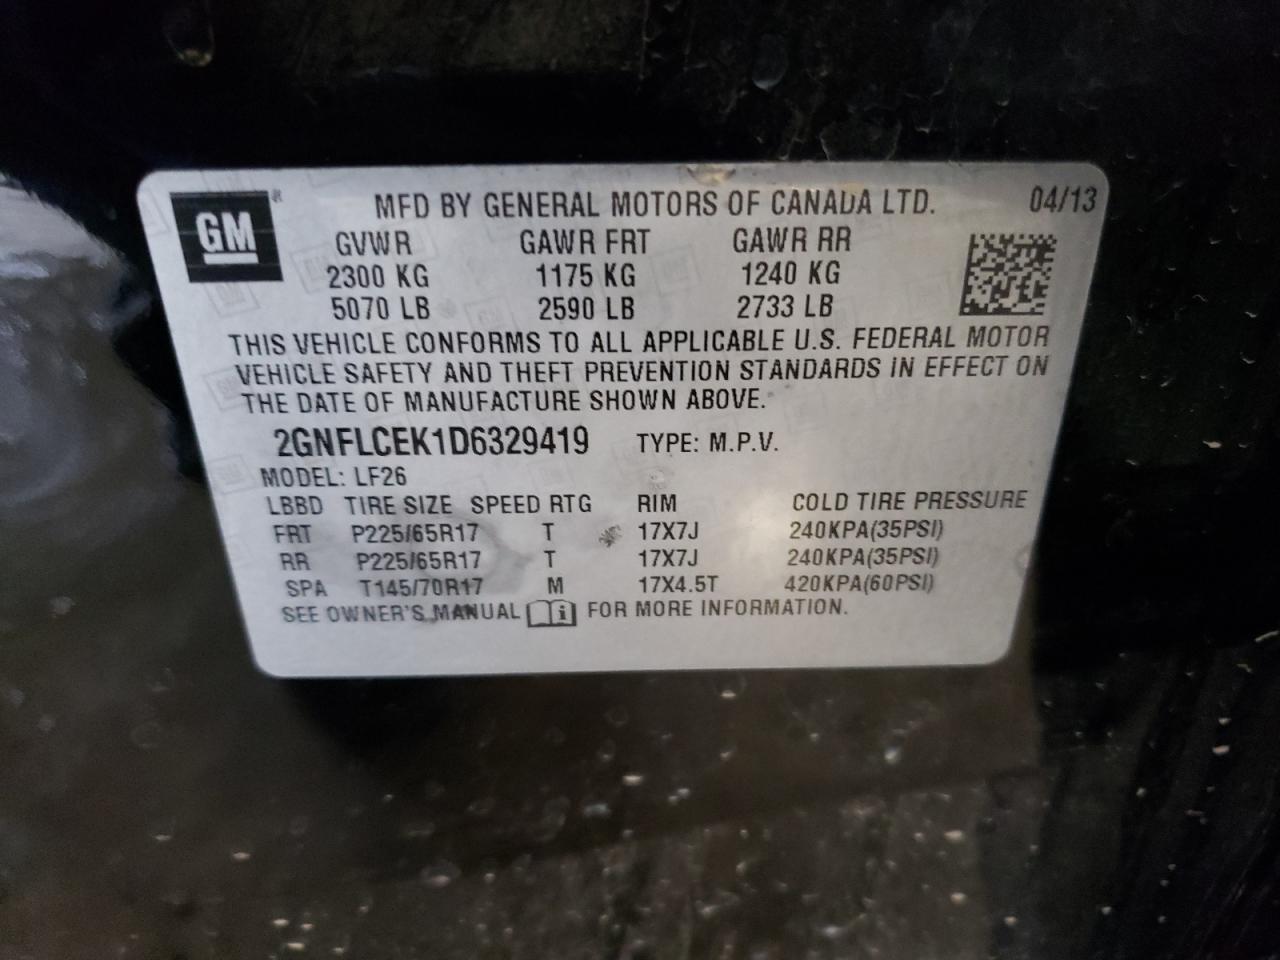 GM® MFD BY GENERAL MOTORS OF CANADA LTD. 04/13
GVWR GAWR FRT GAWR RR
2300 KG 1175 KG 1240 KG
5070 LB 2590 LB 2733 LB
THIS VEHICLE CONFORMS TO ALL APPLICABLE U.S. FEDERAL MOTOR
VEHICLE SAFETY AND THEFT PREVENTION STANDARDS IN EFFECT ON
THE DATE OF MANUFACTURE SHOWN ABOVE.
2GNFLCEK1D6329419 TYPE: M.P.V.
MODEL: LF26
LBBD TIRE SIZE SPEED RTG RIM COLD TIRE PRESSURE
FRT P225/65R17 T 17X7J 240KPA(35PSI)
RR P225/65R17 T 17X7J 240KPA(35PSI)
SPA T145/70R17 M 17X4.5T 420KPA(60PSI)
SEE OWNER'S MANUAL i FOR MORE INFORMATION.